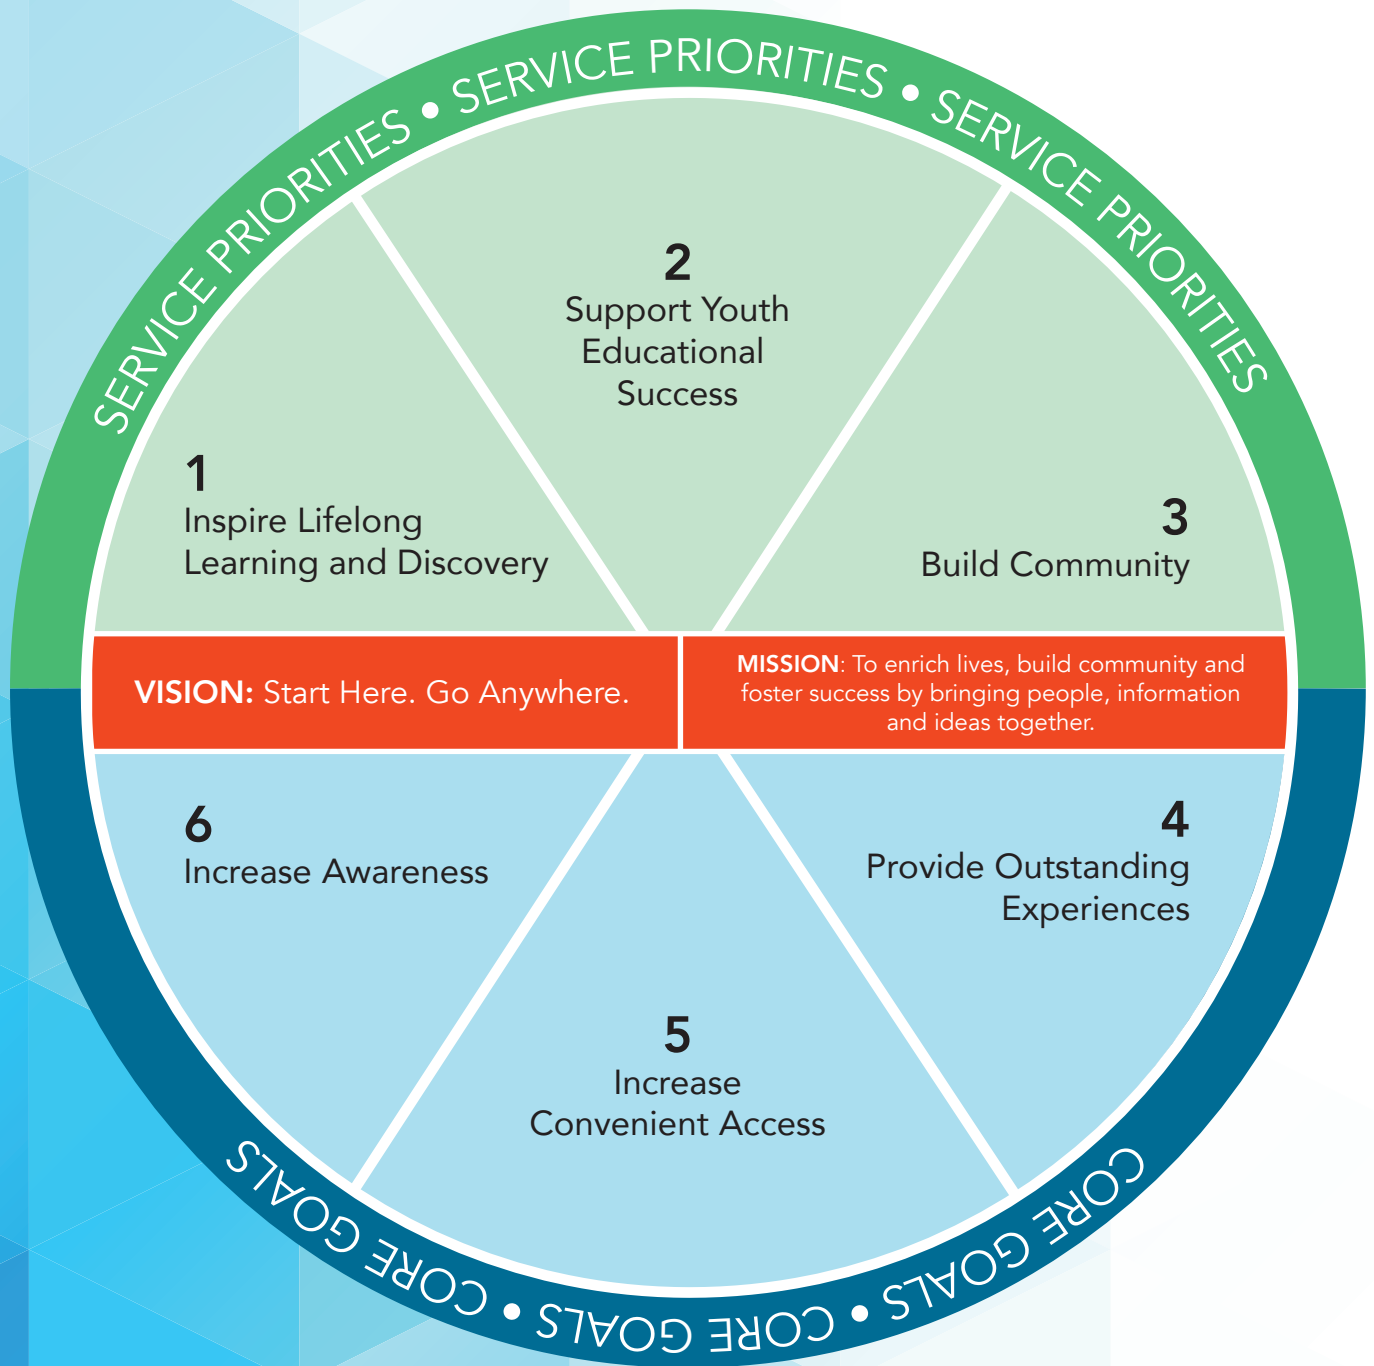 SERVICE PRIORITIES • SERVICE PRIORITIES • SERVICE PRIORITIES
1
Inspire Lifelong
Learning and Discovery
2
Support Youth
Educational
Success
3
Build Community
VISION: Start Here. Go Anywhere.
MISSION: To enrich lives, build community and
foster success by bringing people, information
and ideas together.
4
Provide Outstanding
Experiences
5
Increase
Convenient Access
6
Increase Awareness
CORE GOALS • CORE GOALS • CORE GOALS